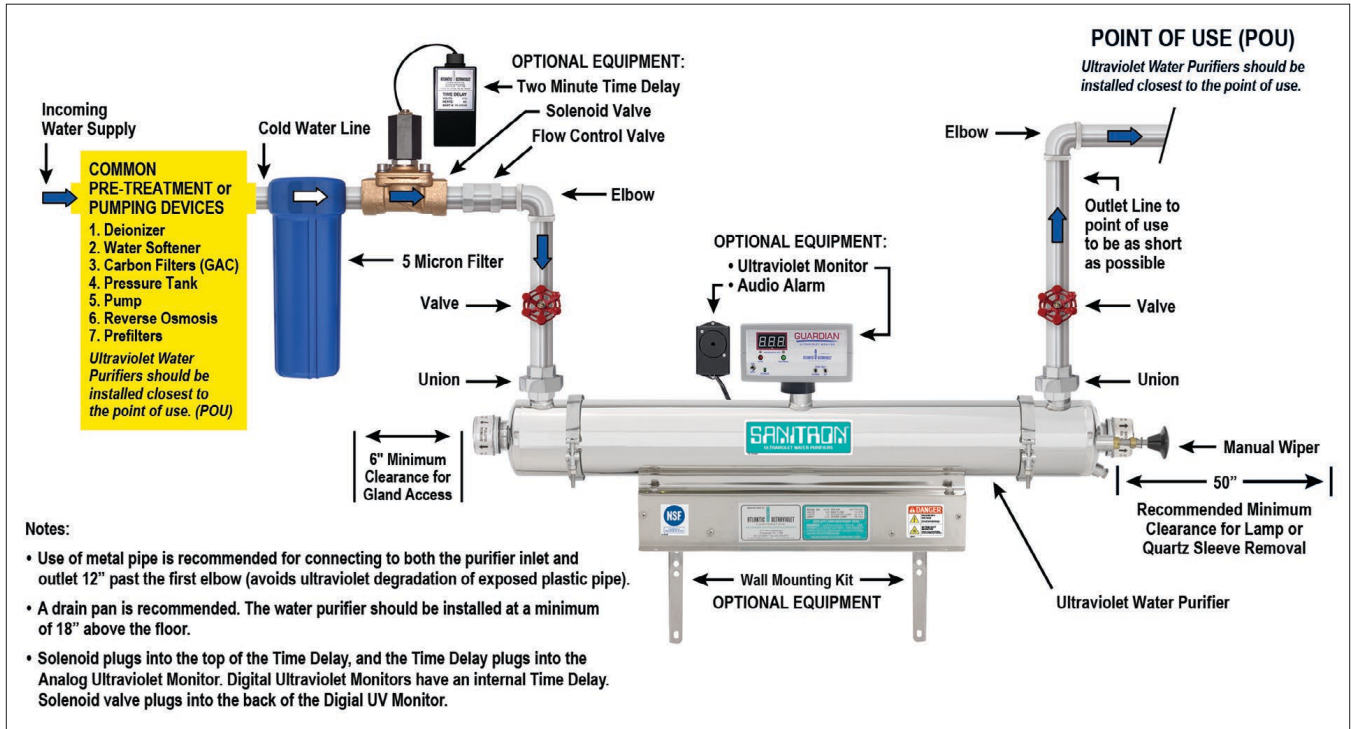 POINT OF USE (POU)
Ultraviolet Water Purifiers should be
installed closest to the point of use.
OPTIONAL EQUIPMENT:
Two Minute Time Delay
Solenoid Valve
Flow Control Valve
TIME DELAY
Incoming
Water Supply
Cold Water Line
Elbow
COMMON
PRE-TREATMENT or
PUMPING DEVICES
1. Deionizer
2. Water Softener
3. Carbon Filters (GAC)
4. Pressure Tank
5. Pump
6. Reverse Osmosis
7. Prefilters
Ultraviolet Water
Purifiers should be
installed closest to
the point of use. (POU)
Elbow
5 Micron Filter
Valve
Union
OPTIONAL EQUIPMENT:
• Ultraviolet Monitor
• Audio Alarm
GUARDIAN
Outlet Line to
point of use
to be as short
as possible
Valve
Union
Manual Wiper
SANITRON
ULTRAVIOLET WATER PURIFIERS
6" Minimum
Clearance for
Gland Access
50”
Recommended Minimum
Clearance for Lamp or
Quartz Sleeve Removal
NSF
ATLANTIC ULTRAVIOLET
DANGER
Wall Mounting Kit
OPTIONAL EQUIPMENT
Ultraviolet Water Purifier
Notes:
• Use of metal pipe is recommended for connecting to both the purifier inlet and
outlet 12” past the first elbow (avoids ultraviolet degradation of exposed plastic pipe).
• A drain pan is recommended. The water purifier should be installed at a minimum
of 18” above the floor.
• Solenoid plugs into the top of the Time Delay, and the Time Delay plugs into the
Analog Ultraviolet Monitor. Digital Ultraviolet Monitors have an internal Time Delay.
Solenoid valve plugs into the back of the Digial UV Monitor.